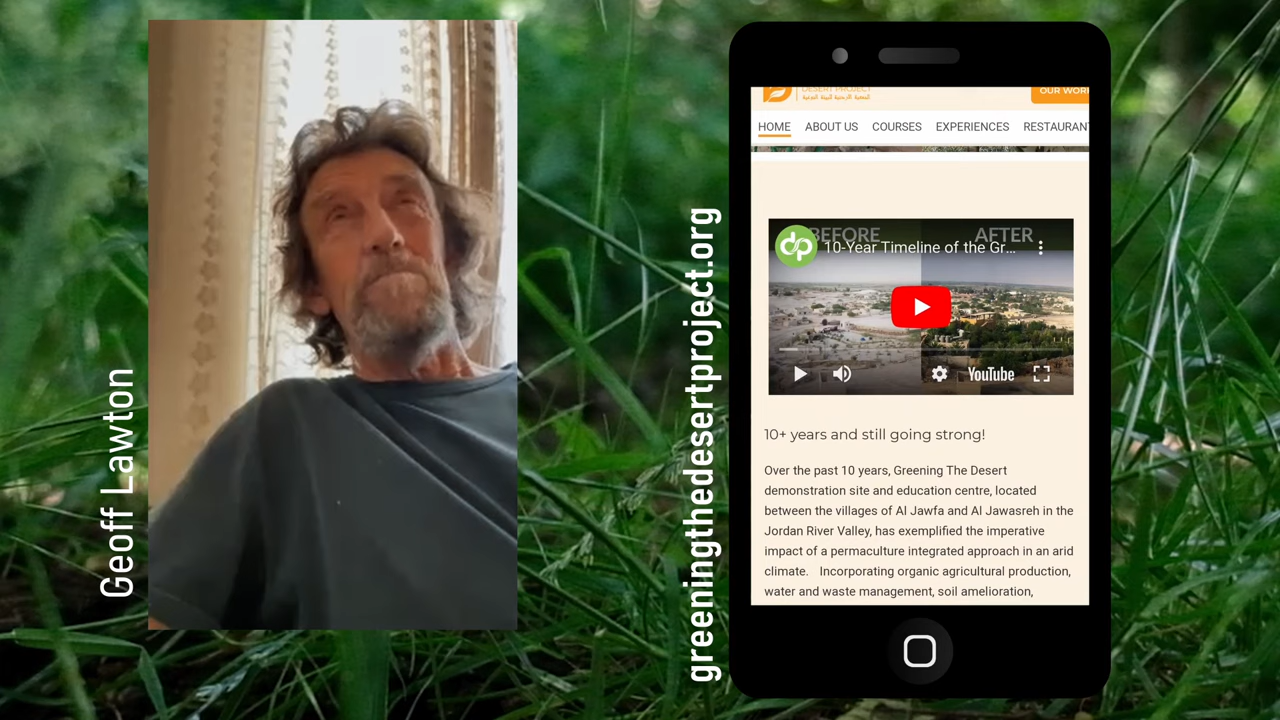 Geoff Lawton
greeningthedesertproject.org
DESERT PROJECT
OUR WORK
HOME ABOUT US COURSES EXPERIENCES RESTAURANT
BEFORE AFTER
dp
10-Year Timeline of the Gr...
YouTube
10+ years and still going strong!
Over the past 10 years, Greening The Desert
demonstration site and education centre, located
between the villages of Al Jawfa and Al Jawasreh in the
Jordan River Valley, has exemplified the imperative
impact of a permaculture integrated approach in an arid
climate. Incorporating organic agricultural production,
water and waste management, soil amelioration,